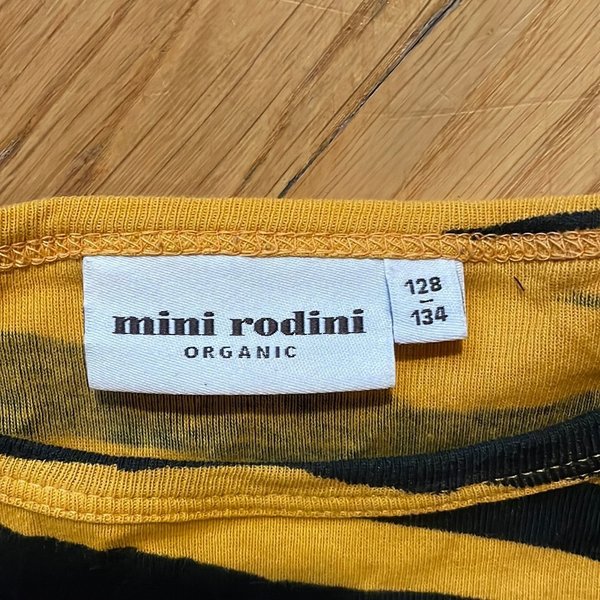 mini rodini
ORGANIC
128
–
134